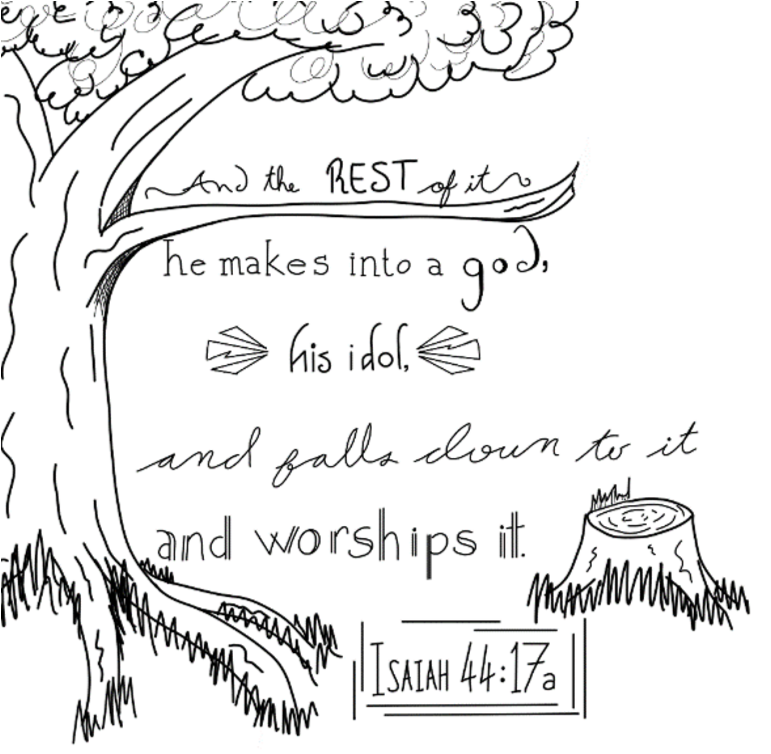 And the REST of it
he makes into a god,
his idol,
and falls down to it
and worships it.
ISAIAH 44:17a